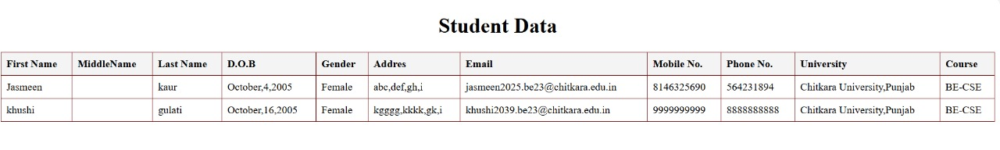 Student Data
First Name MiddleName Last Name D.O.B Gender Addres Email Mobile No. Phone No. University Course
Jasmeen kaur October,4,2005 Female abc,def,gh,i jasmeen2025.be23@chitkara.edu.in 8146325690 564231894 Chitkara University,Punjab BE-CSE
khushi gulati October,16,2005 Female kgggg,kkkk,gk,i khushi2039.be23@chitkara.edu.in 9999999999 8888888888 Chitkara University,Punjab BE-CSE